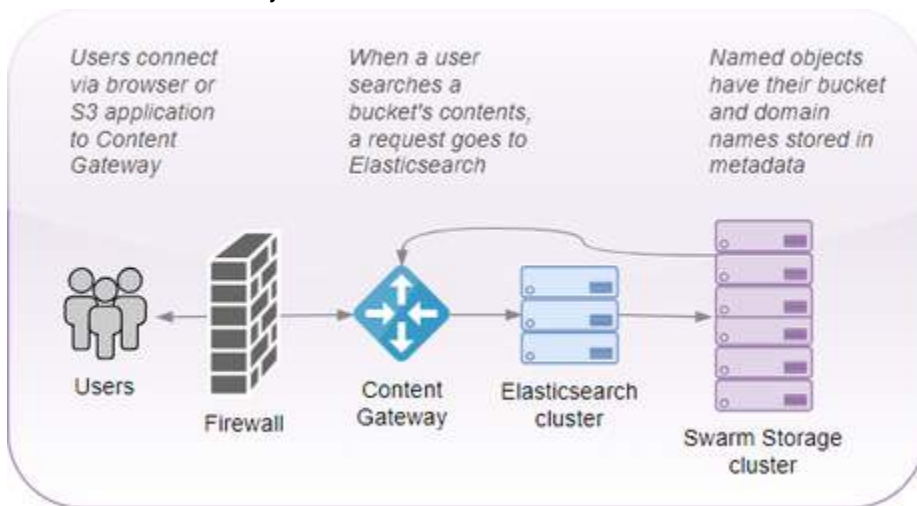 Users connect
via browser or
S3 application
to Content
Gateway
When a user
searches a
bucket's contents,
a request goes to
Elasticsearch
Named objects
have their bucket
and domain
names stored in
metadata
Users
Firewall
Content
Gateway
Elasticsearch
cluster
Swarm Storage
cluster